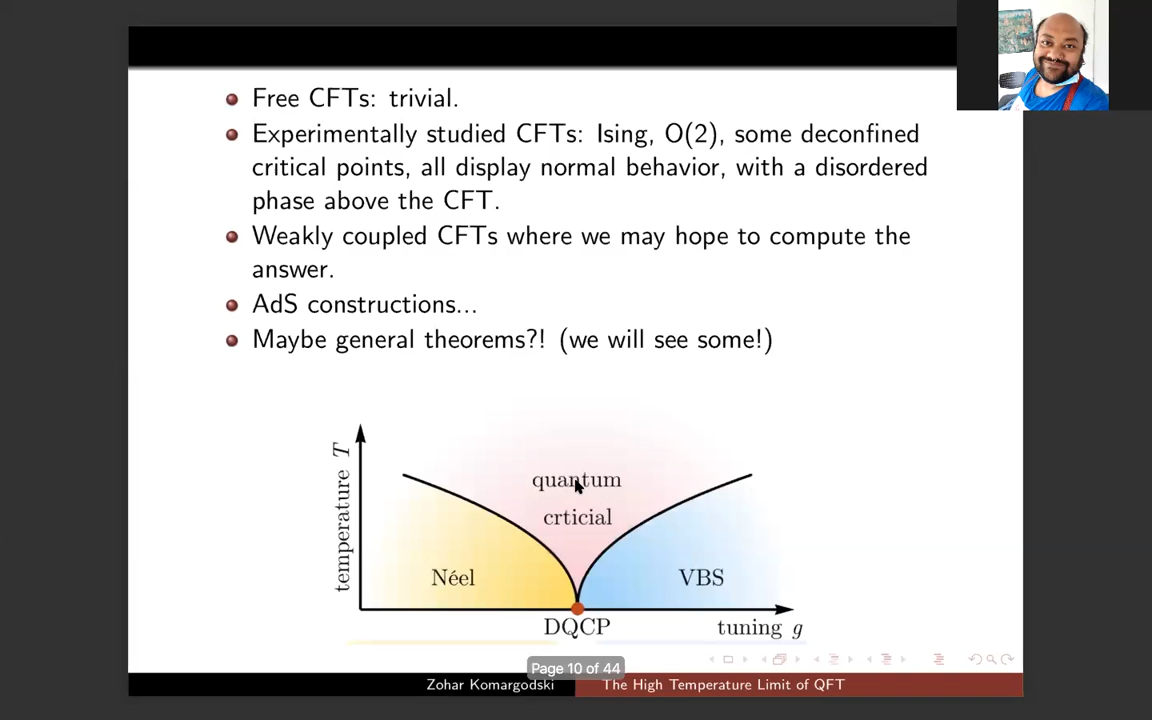 Free CFTs: trivial.
Experimentally studied CFTs: Ising, O(2), some deconfined
critical points, all display normal behavior, with a disordered
phase above the CFT.
Weakly coupled CFTs where we may hope to compute the
answer.
AdS constructions...
Maybe general theorems?! (we will see some!)
temperature T
quantum
crticial
Néel
VBS
DQCP
tuning g
Page 10 of 44
Zohar Komargodski
The High Temperature Limit of QFT